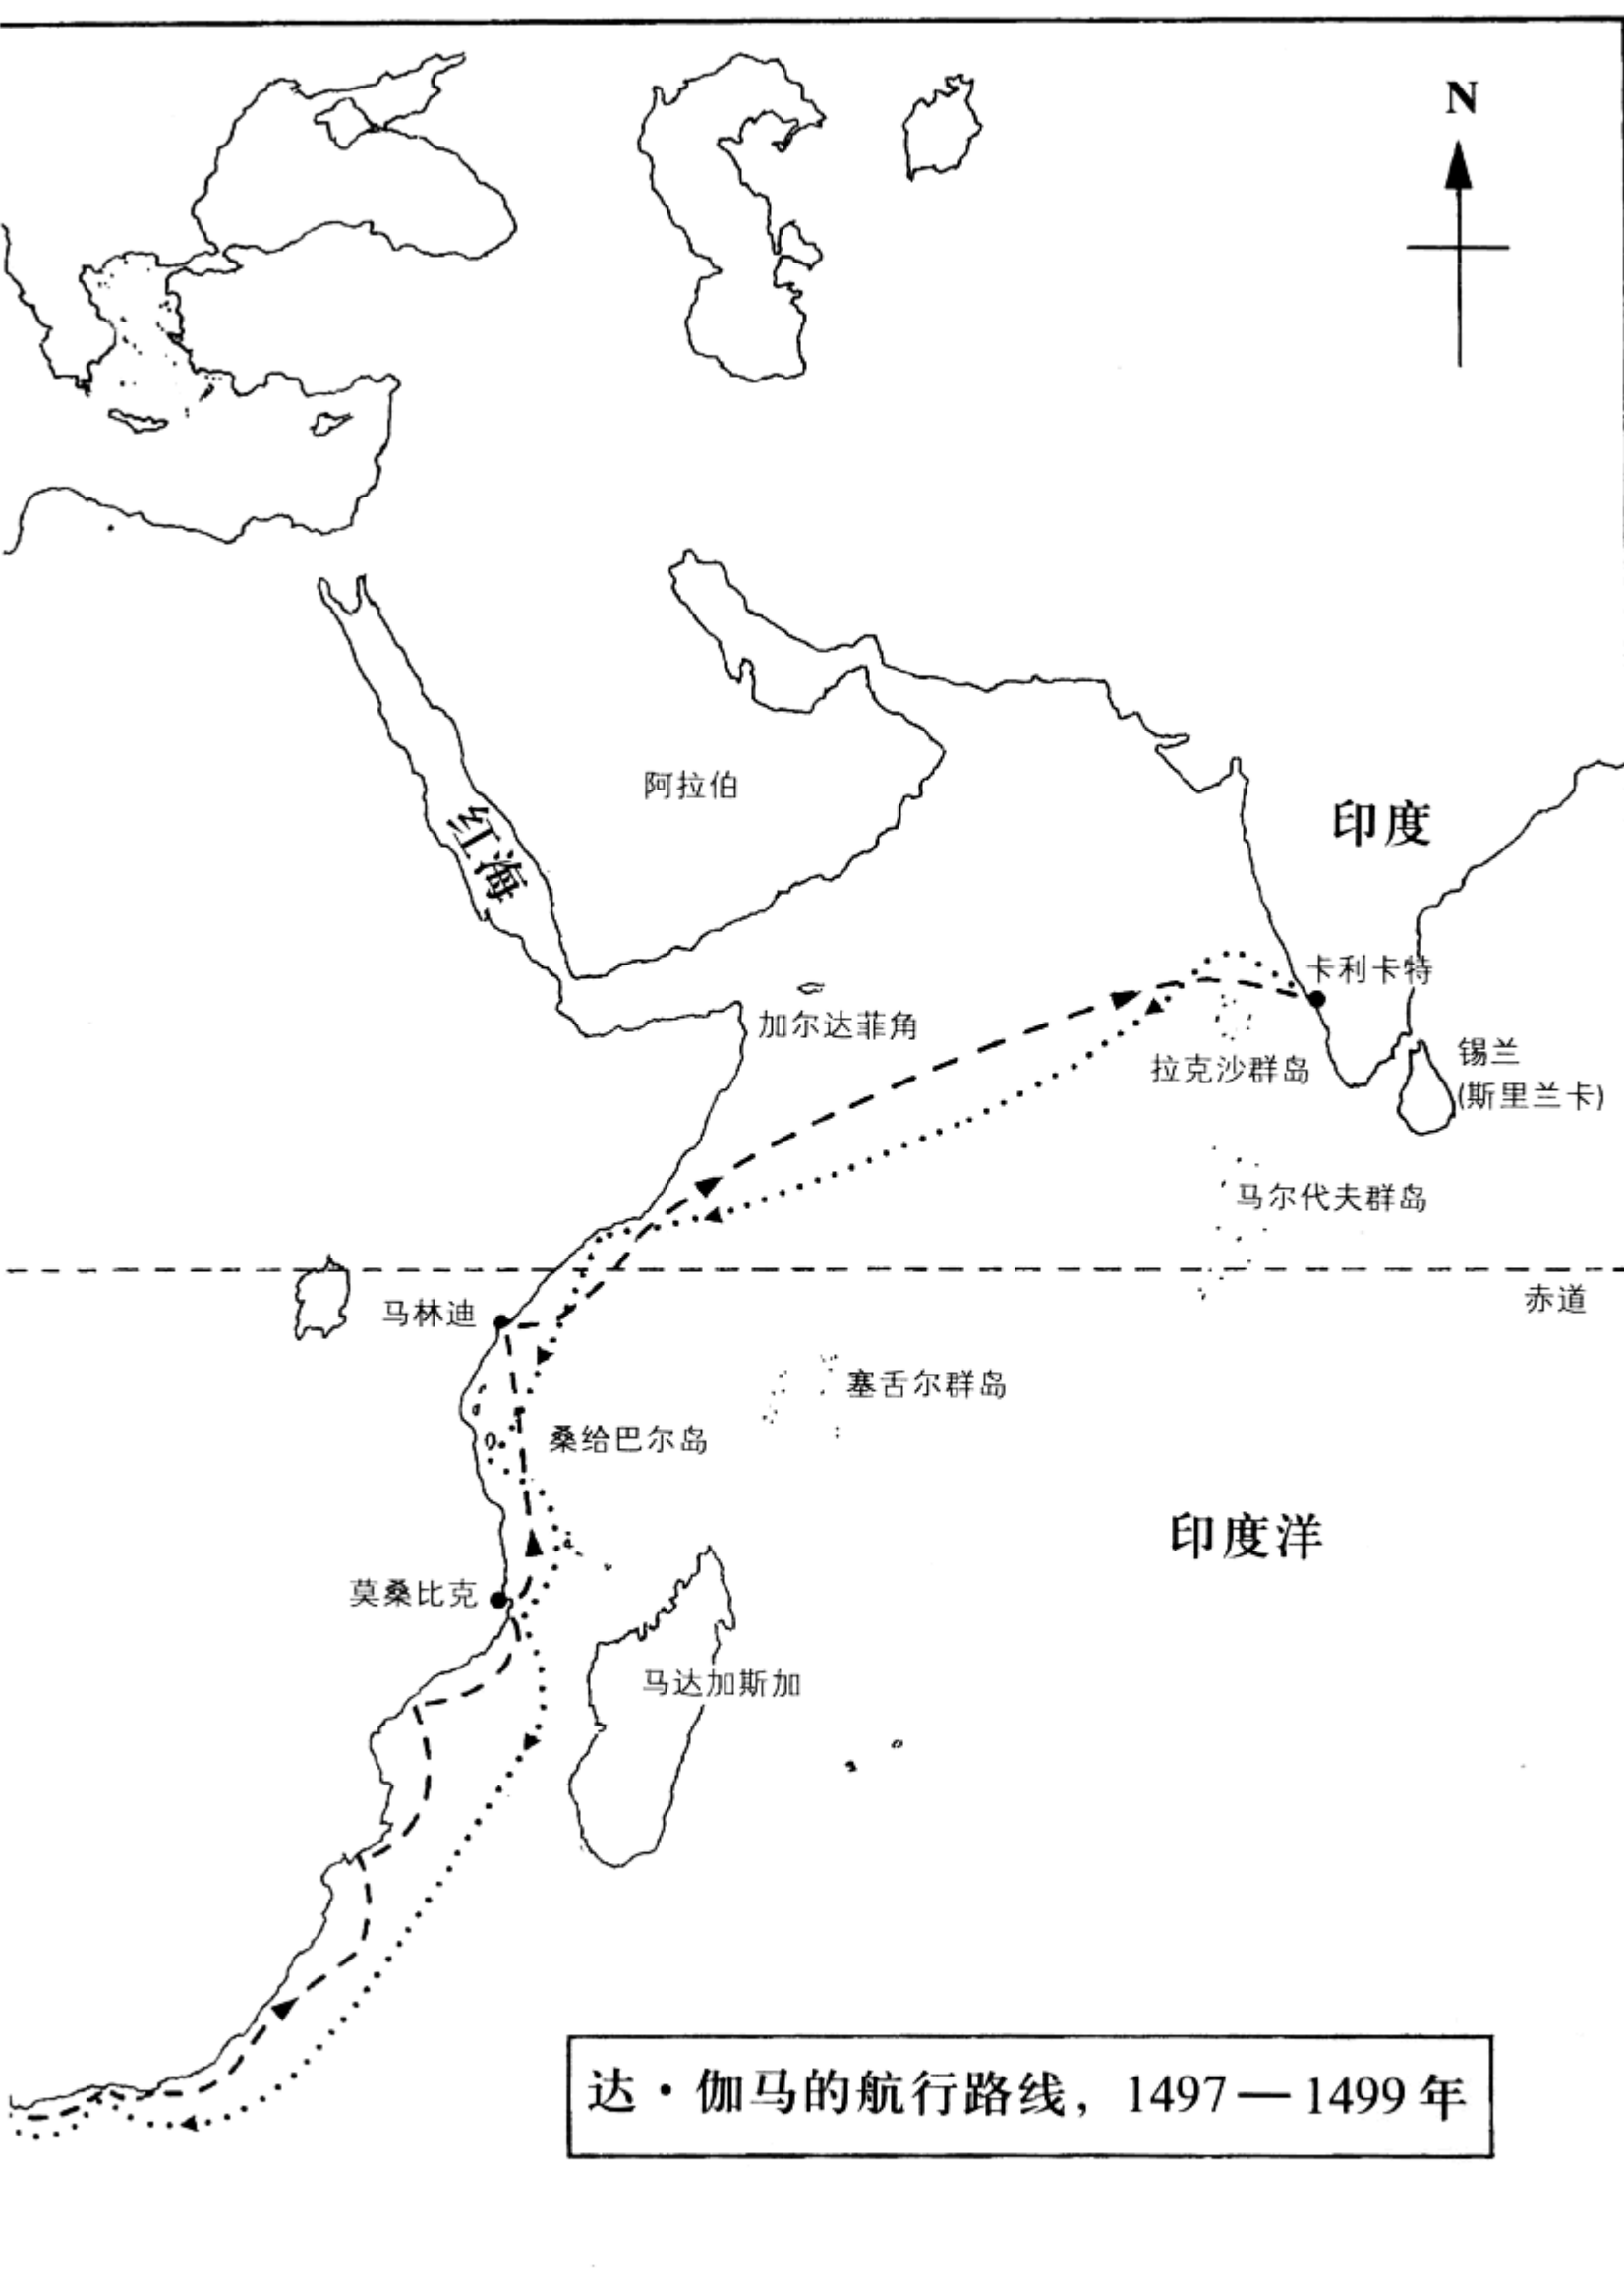 N
阿拉伯
印度
红海
卡利卡特
加尔达菲角
锡兰
(斯里兰卡)
拉克沙群岛
马尔代夫群岛
赤道
马林迪
塞舌尔群岛
桑给巴尔岛
印度洋
莫桑比克
马达加斯加
达·伽马的航行路线，1497—1499年